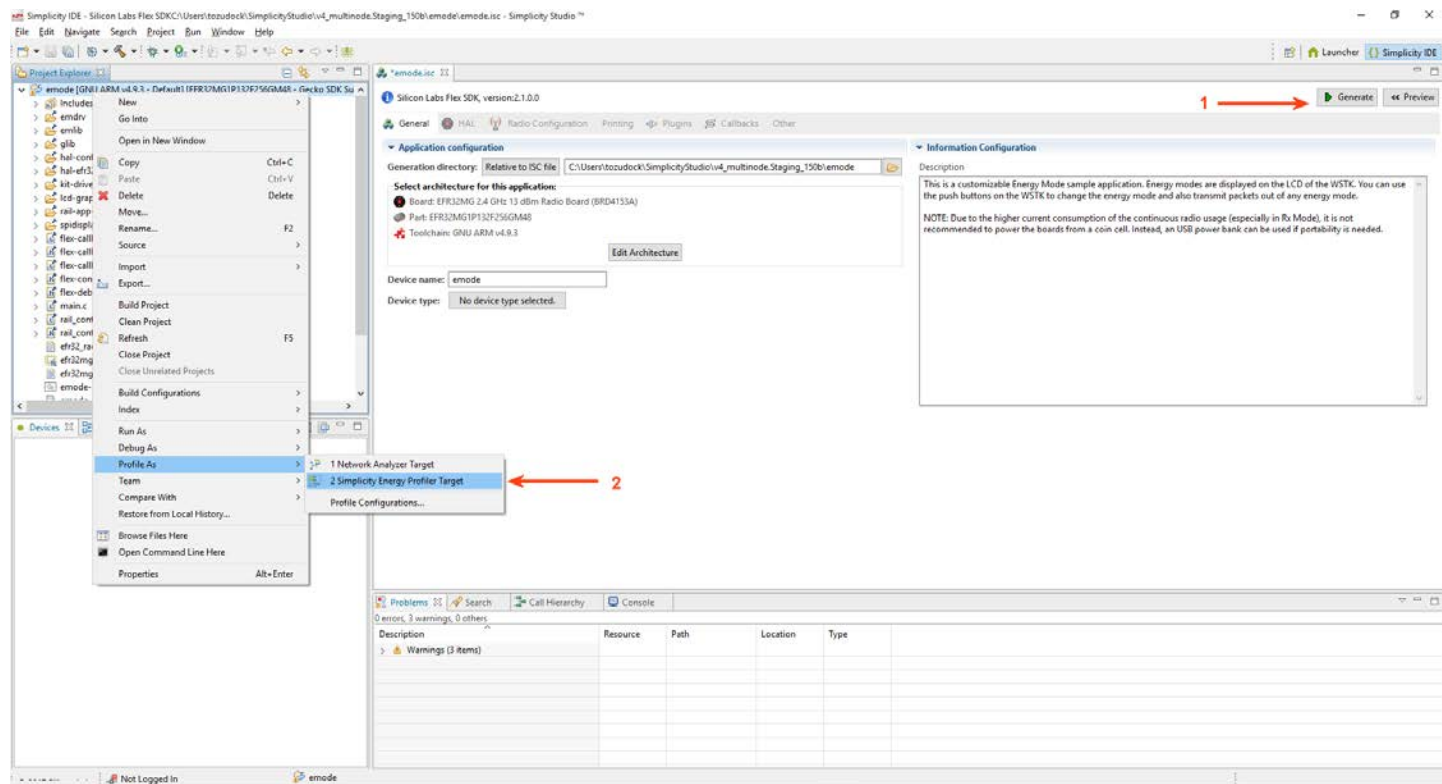 Simplicity IDE - Silicon Labs Flex SDKC:\Users\tozudock\SimplicityStudio\v4_multinode.Staging_150b\emode\emode.isc - Simplicity Studio ™
File Edit Navigate Search Project Run Window Help
Launcher Simplicity IDE
Project Explorer
emode [GNU ARM v4.9.3 - Default] [EFR32MG1P132F256GM48 - Gecko SDK Su
Includes
emdrv
emlib
glib
hal-conf
hal-efr3
kit-drive
lcd-grap
rail-app
spidispl
flex-call
flex-call
flex-call
flex-con
flex-deb
main.c
rail_conf
rail_conf
efr32_ra
efr32mg
efr32mg
emode-
New
Go Into
Open in New Window
Copy Ctrl+C
Paste Ctrl+V
Delete Delete
Move...
Rename... F2
Source
Import
Export...
Build Project
Clean Project
Refresh F5
Close Project
Close Unrelated Projects
Build Configurations
Index
Run As
Debug As
Profile As
Team
Compare With
Restore from Local History...
Browse Files Here
Open Command Line Here
Properties Alt+Enter
1 Network Analyzer Target
2 Simplicity Energy Profiler Target
Profile Configurations...
2
Devices
*emode.isc
Silicon Labs Flex SDK, version:2.1.0.0
1
Generate Preview
General HAL Radio Configuration Printing Plugins Callbacks Other
Application configuration
Generation directory: Relative to ISC file C:\Users\tozudock\SimplicityStudio\v4_multinode.Staging_150b\emode
Select architecture for this application:
Board: EFR32MG 2.4 GHz 13 dBm Radio Board (BRD4153A)
Part: EFR32MG1P132F256GM48
Toolchain: GNU ARM v4.9.3
Edit Architecture
Device name: emode
Device type: No device type selected.
Information Configuration
Description
This is a customizable Energy Mode sample application. Energy modes are displayed on the LCD of the WSTK. You can use
the push buttons on the WSTK to change the energy mode and also transmit packets out of any energy mode.
NOTE: Due to the higher current consumption of the continuous radio usage (especially in Rx Mode), it is not
recommended to power the boards from a coin cell. Instead, an USB power bank can be used if portability is needed.
Problems Search Call Hierarchy Console
0 errors, 3 warnings, 0 others
Description Resource Path Location Type
Warnings (3 items)
Not Logged In
emode